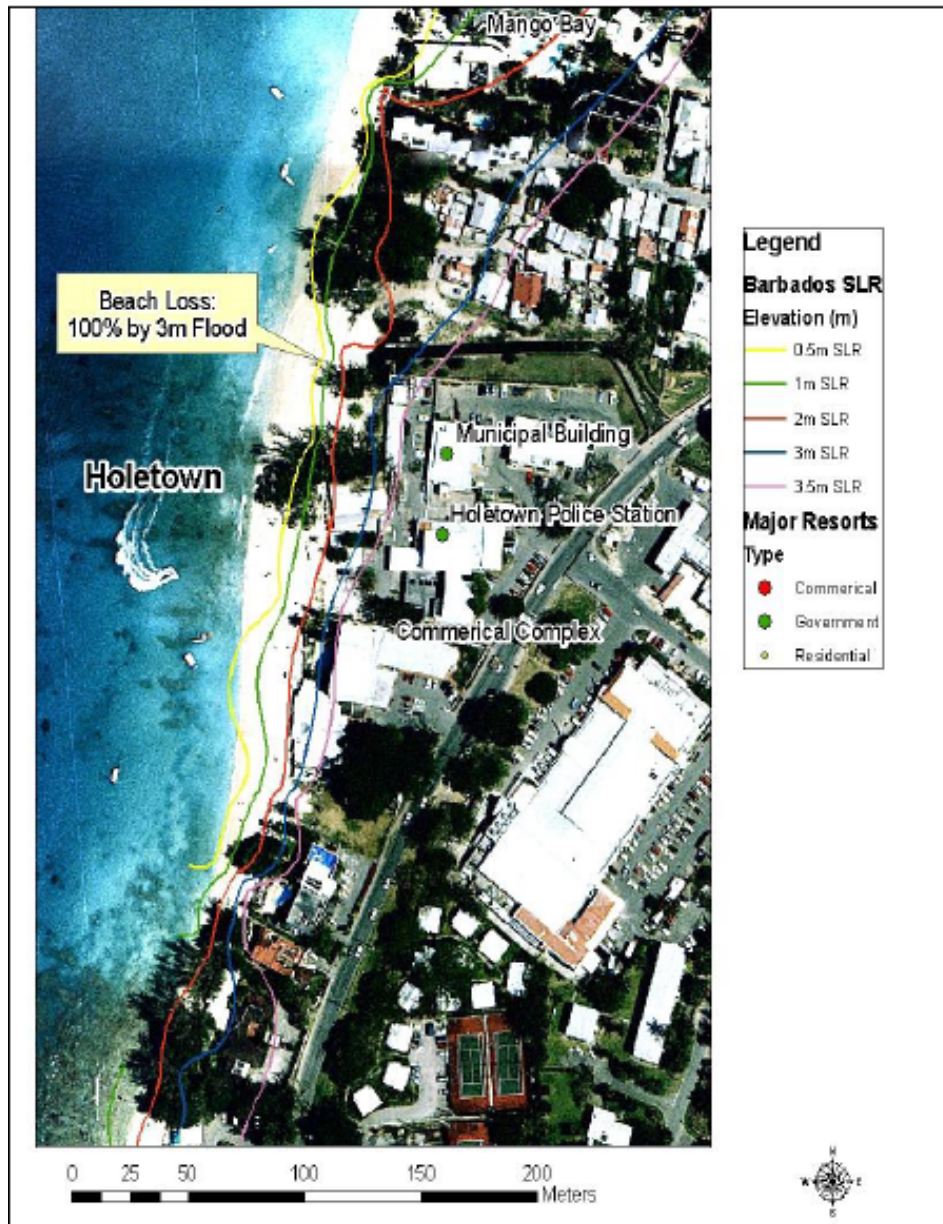 Mango Bay
Beach Loss:
100% by 3m Flood
Holetown
Municipal Building
Holetown Police Station
Commerical Complex
Legend
Barbados SLR
Elevation (m)
0.5m SLR
1m SLR
2m SLR
3m SLR
3.5m SLR
Major Resorts
Type
Commerical
Government
Residential
0 25 50 100 150 200
Meters
N
W E
S